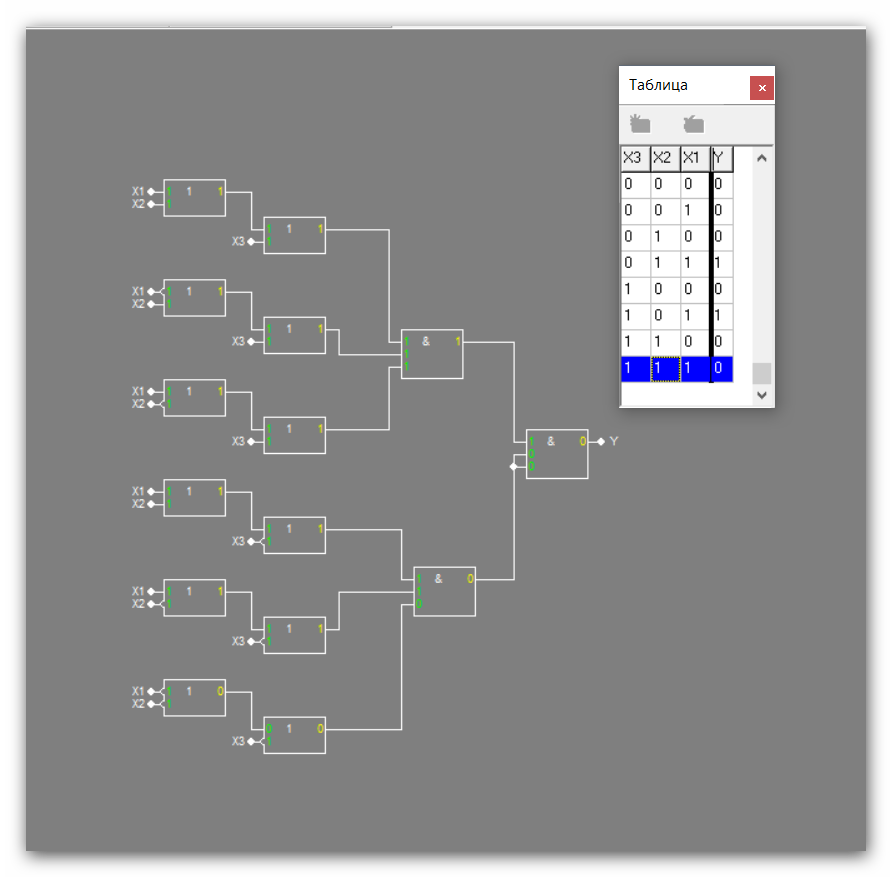 Таблица
X3 X2 X1 Y
0 0 0 0
0 0 1 0
0 1 0 0
0 1 1 1
1 0 0 0
1 0 1 1
1 1 0 0
1 1 1 0
X1 1 1 1
X2 1
1 1 1
X3 1
X1 1 1 1
X2 1
1 1 1
X3 1
X1 1 1 1
X2 1
1 1 1
X3 1
X1 1 1 1
X2 1
1 1 1
X3 1
X1 1 1 1
X2 1
1 1 1
X3 1
X1 1 1 0
X2 1
0 1 0
X3 1
1 & 1
1
1
1 & 0
1
0
1 & 0 Y
0
0